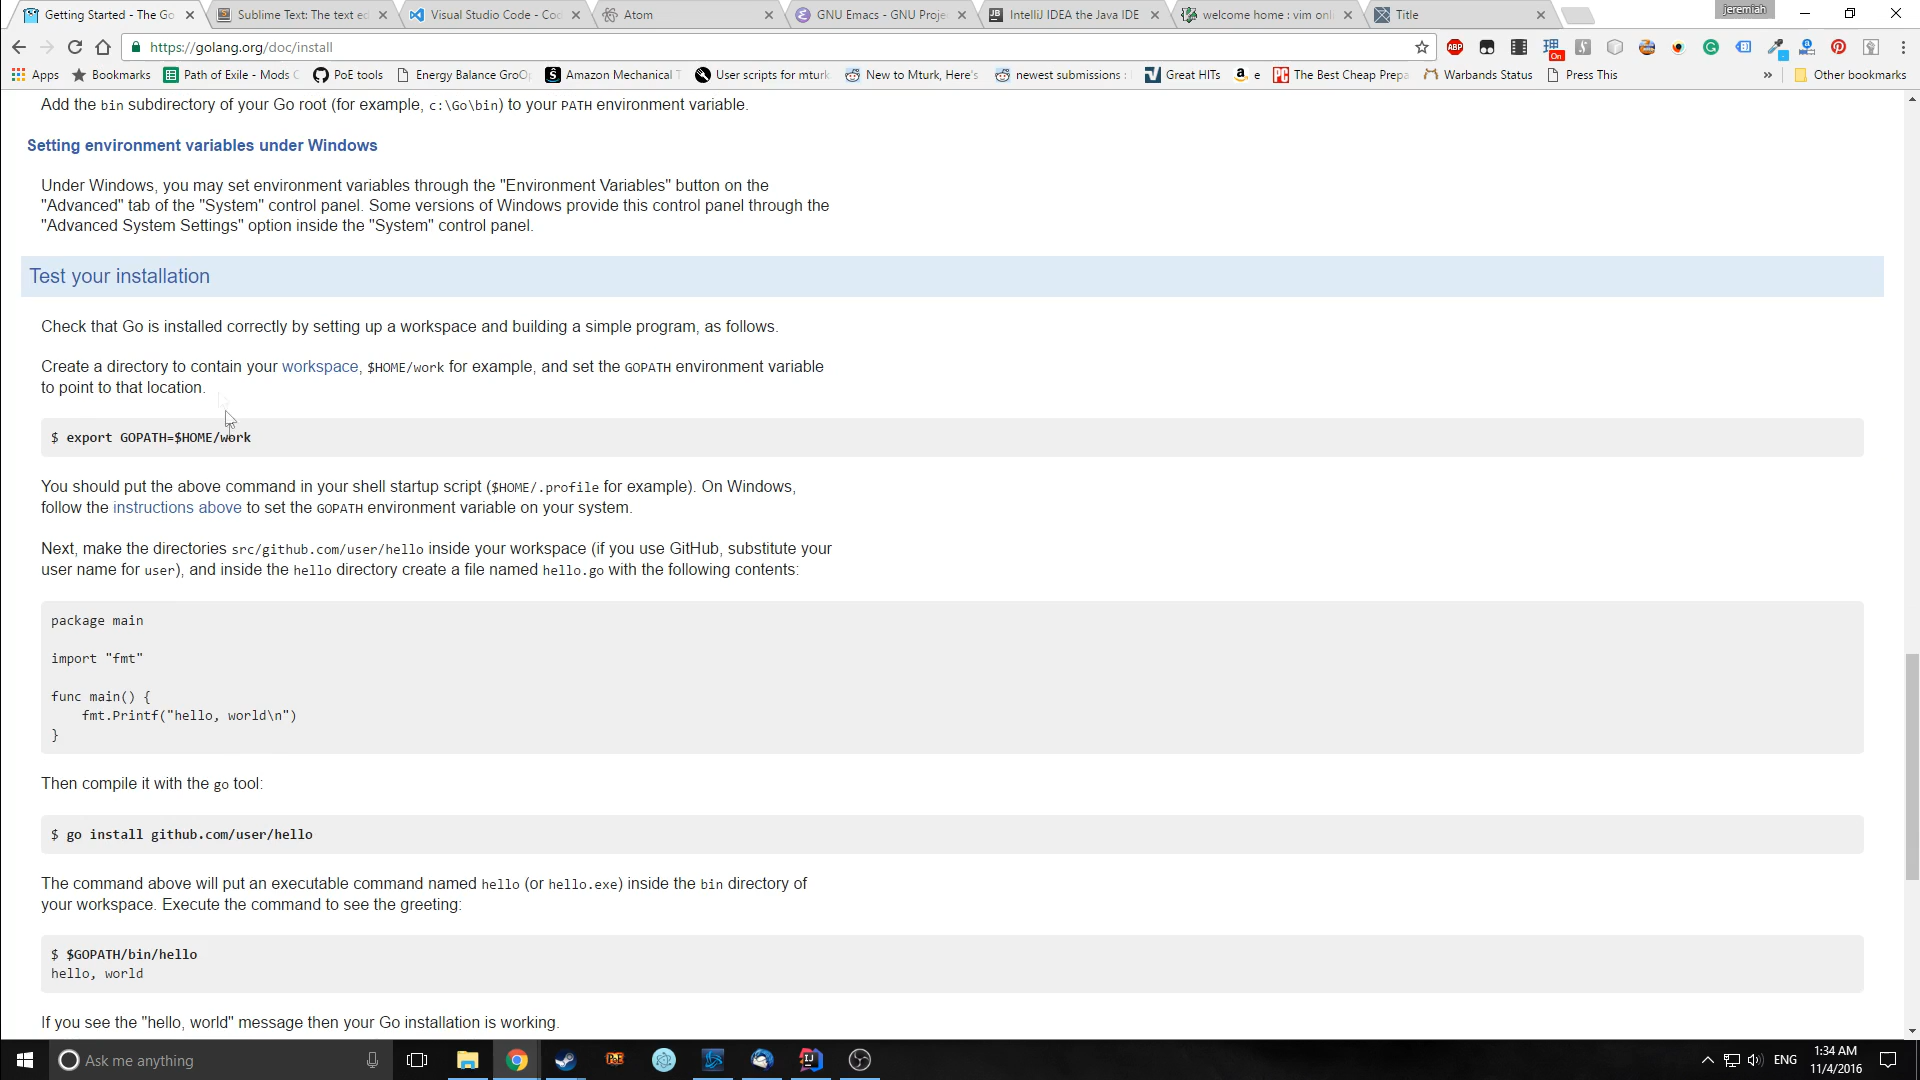 Getting Started - The Go
Sublime Text: The text ed
Visual Studio Code - Cod
Atom
GNU Emacs - GNU Proje
IntelliJ IDEA the Java IDE
welcome home : vim onli
Title
jeremiah
https://golang.org/doc/install
ABP
On
Apps
Bookmarks
Path of Exile - Mods C
PoE tools
Energy Balance GroO
Amazon Mechanical T
User scripts for mturk
New to Mturk, Here's
newest submissions :
Great HITs
e
The Best Cheap Prepa
Warbands Status
Press This
Other bookmarks
Add the bin subdirectory of your Go root (for example, c:\Go\bin) to your PATH environment variable.
Setting environment variables under Windows
Under Windows, you may set environment variables through the "Environment Variables" button on the
"Advanced" tab of the "System" control panel. Some versions of Windows provide this control panel through the
"Advanced System Settings" option inside the "System" control panel.
Test your installation
Check that Go is installed correctly by setting up a workspace and building a simple program, as follows.
Create a directory to contain your workspace, $HOME/work for example, and set the GOPATH environment variable
to point to that location.
$ export GOPATH=$HOME/work
You should put the above command in your shell startup script ($HOME/.profile for example). On Windows,
follow the instructions above to set the GOPATH environment variable on your system.
Next, make the directories src/github.com/user/hello inside your workspace (if you use GitHub, substitute your
user name for user), and inside the hello directory create a file named hello.go with the following contents:
package main
import "fmt"
func main() {
    fmt.Printf("hello, world\n")
}
Then compile it with the go tool:
$ go install github.com/user/hello
The command above will put an executable command named hello (or hello.exe) inside the bin directory of
your workspace. Execute the command to see the greeting:
$ $GOPATH/bin/hello
hello, world
If you see the "hello, world" message then your Go installation is working.
Ask me anything
PoE
IJ
ENG
1:34 AM
11/4/2016